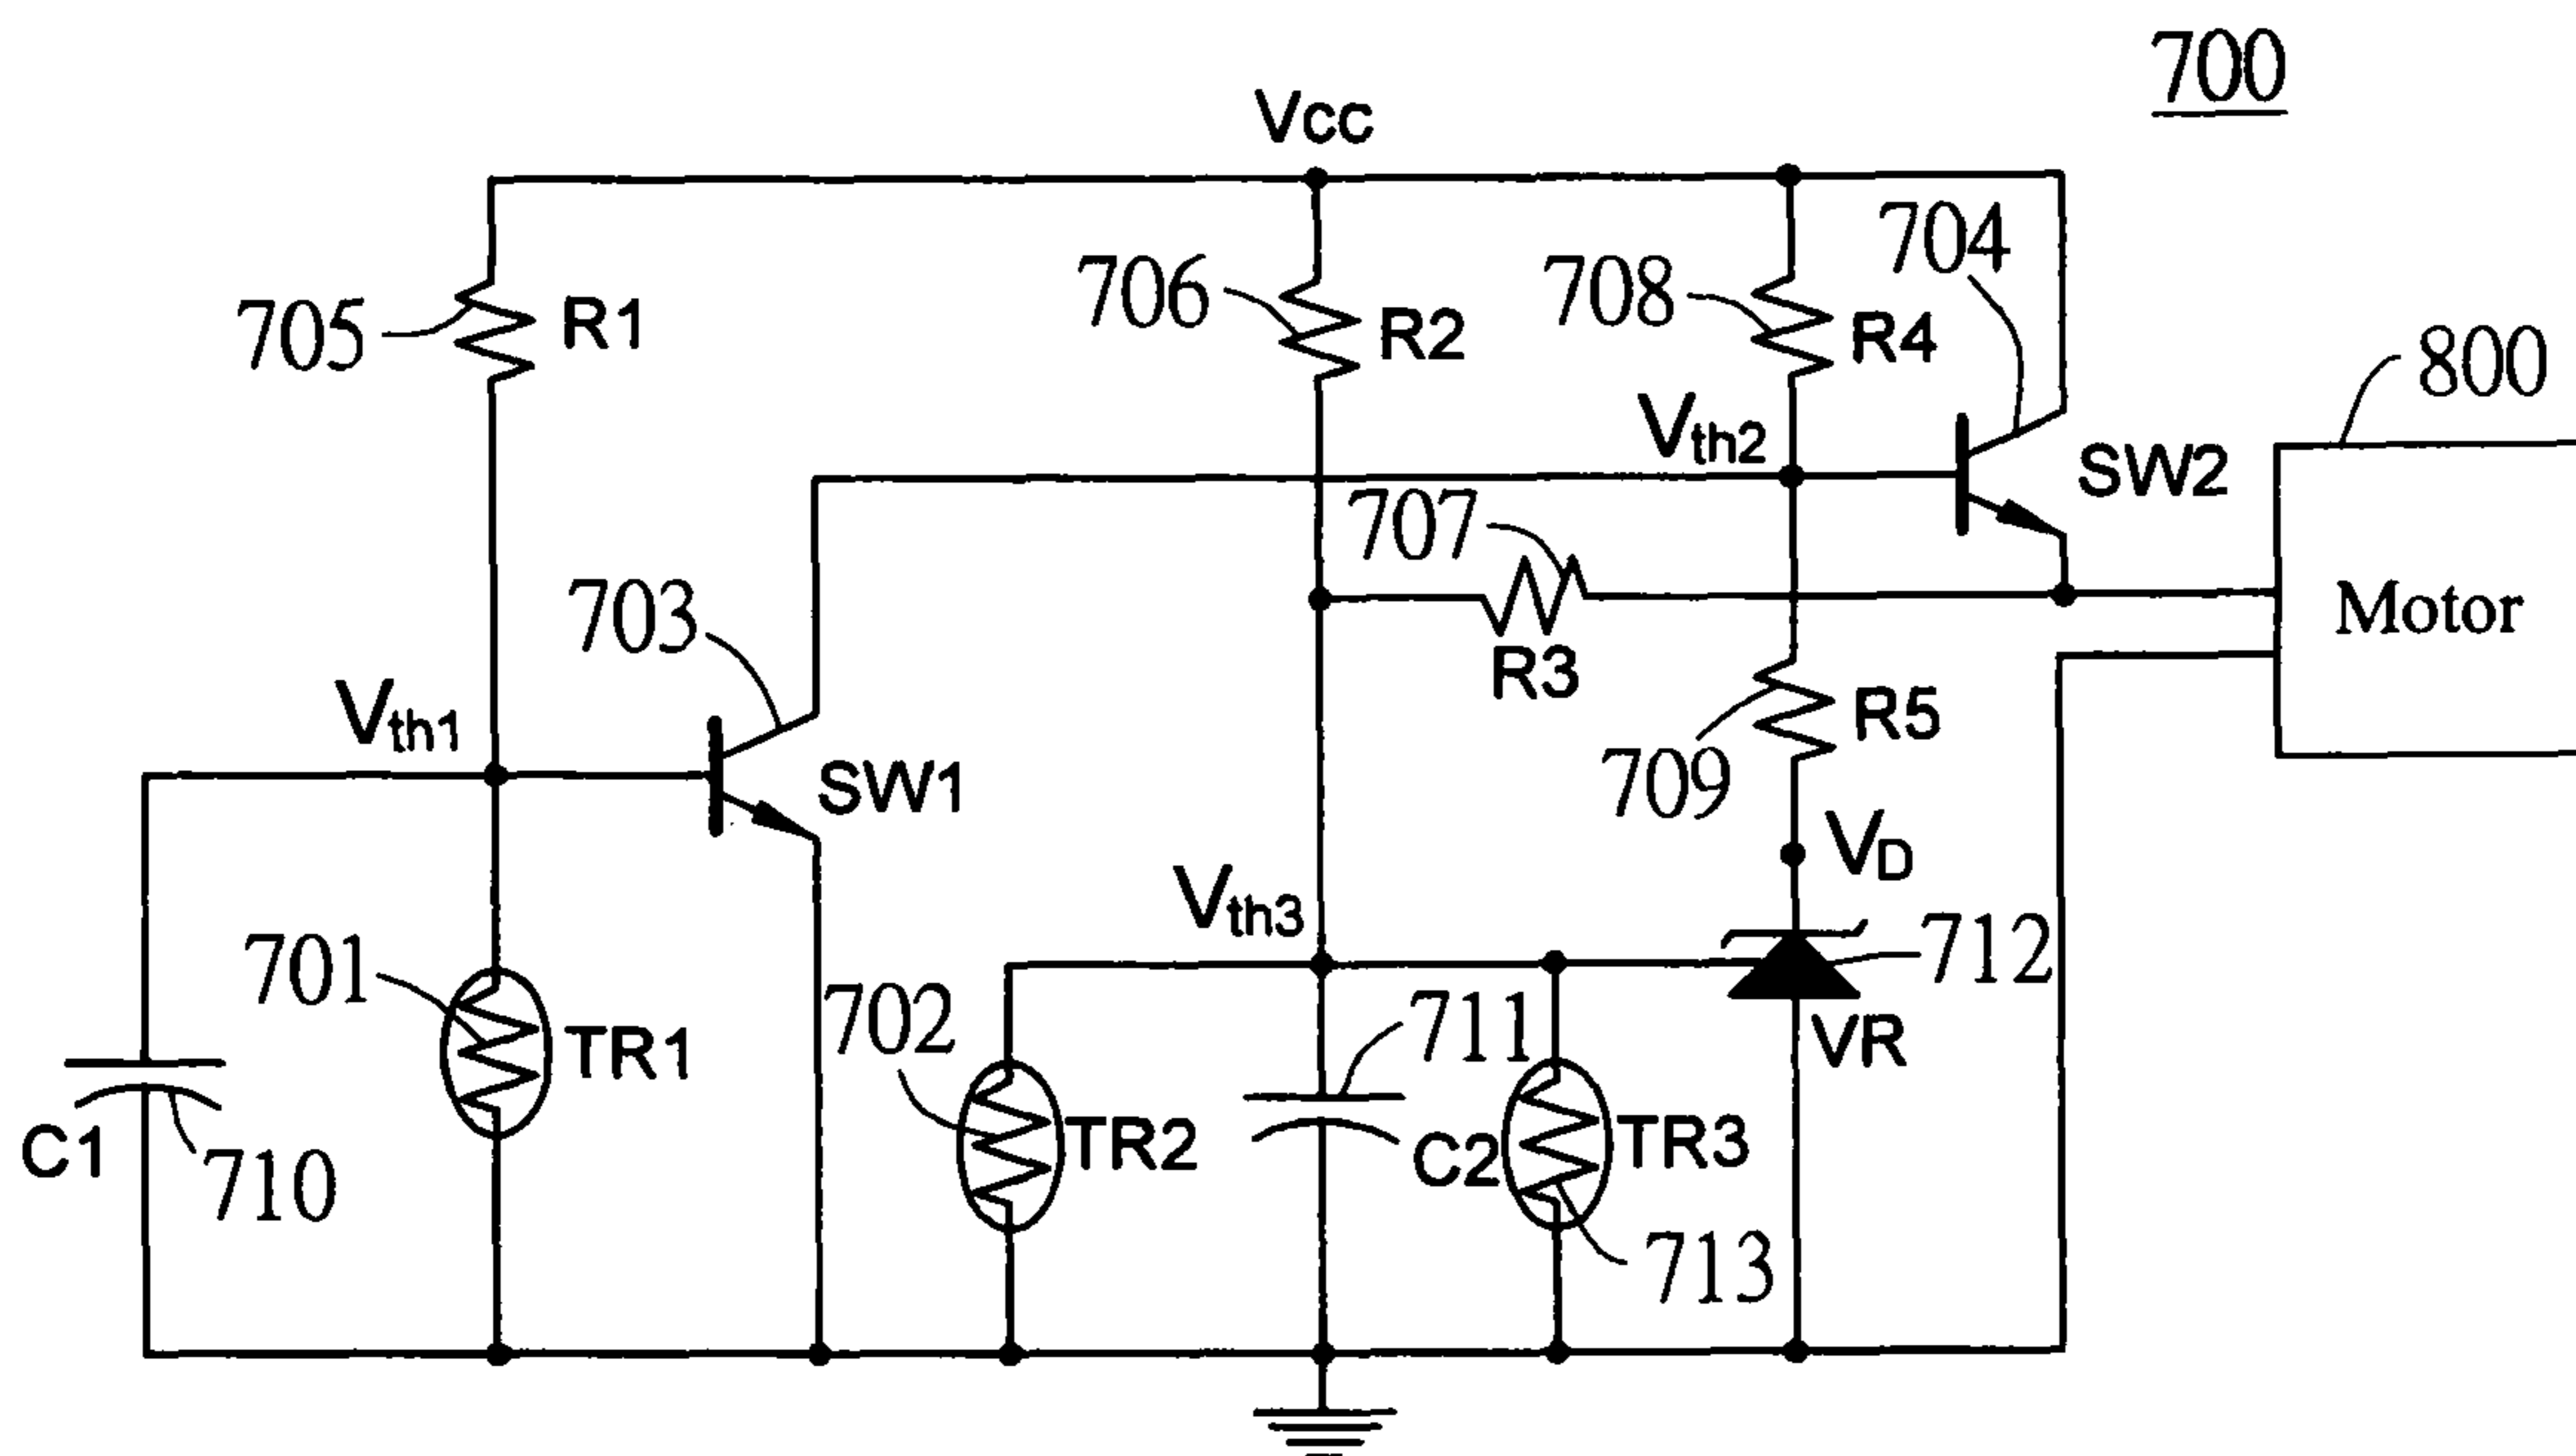 700
Vcc
705
R1
706
R2
708
R4
704
800
Vth2
SW2
707
R3
Motor
703
Vth1
SW1
709
R5
VD
Vth3
712
701
TR1
702
TR2
711
C2
TR3
VR
C1
710
713